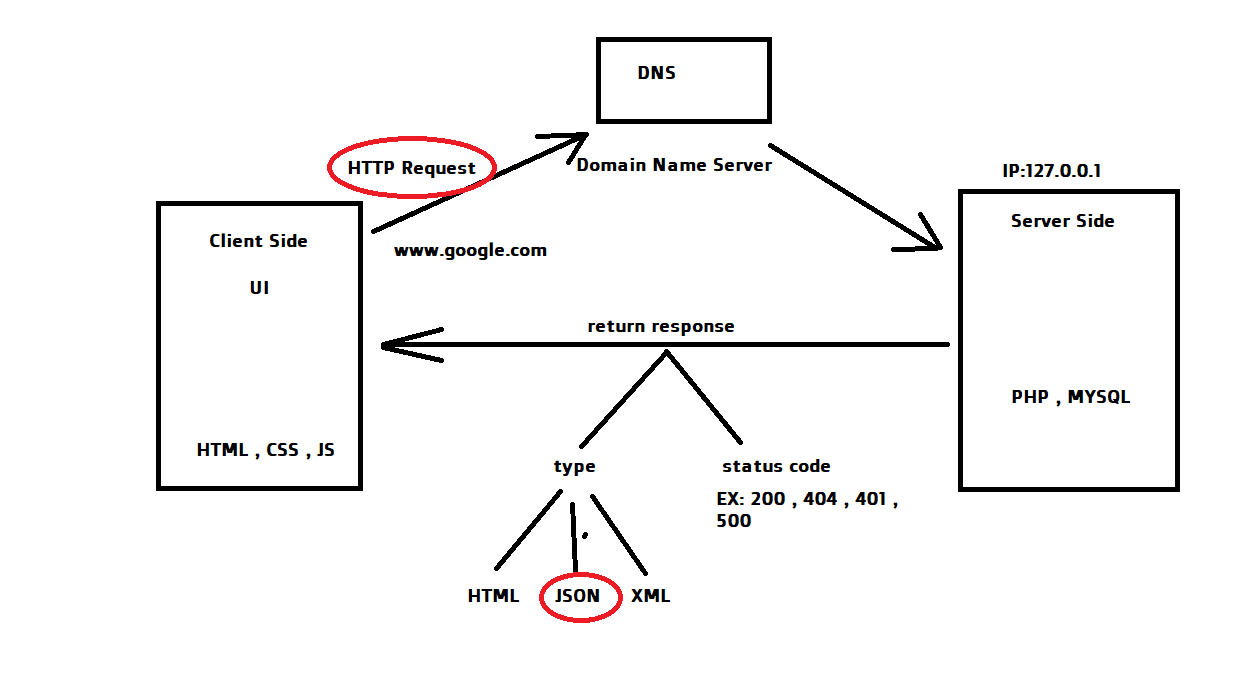 DNS
HTTP Request
Domain Name Server
IP:127.0.0.1
Client Side
Server Side
www.google.com
UI
return response
PHP , MYSQL
HTML , CSS , JS
type
status code
EX: 200 , 404 , 401 ,
500
HTML
JSON
XML